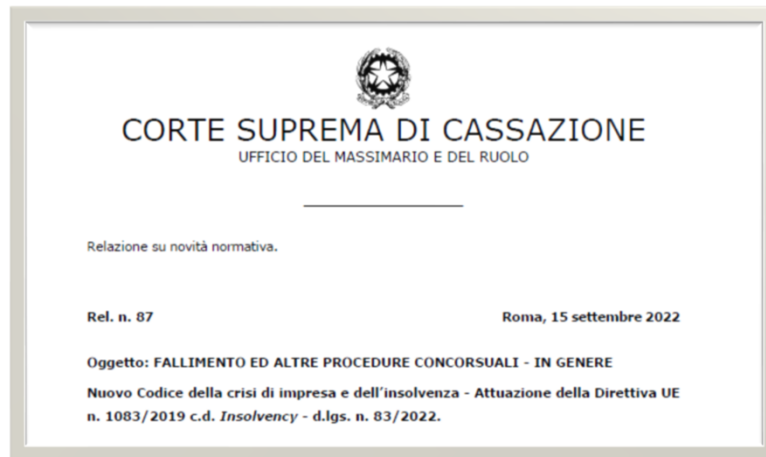 CORTE SUPREMA DI CASSAZIONE
UFFICIO DEL MASSIMARIO E DEL RUOLO
Relazione su novità normativa.
Rel. n. 87 Roma, 15 settembre 2022
Oggetto: FALLIMENTO ED ALTRE PROCEDURE CONCORSUALI - IN GENERE
Nuovo Codice della crisi di impresa e dell'insolvenza - Attuazione della Direttiva UE
n. 1083/2019 c.d. Insolvency - d.lgs. n. 83/2022.